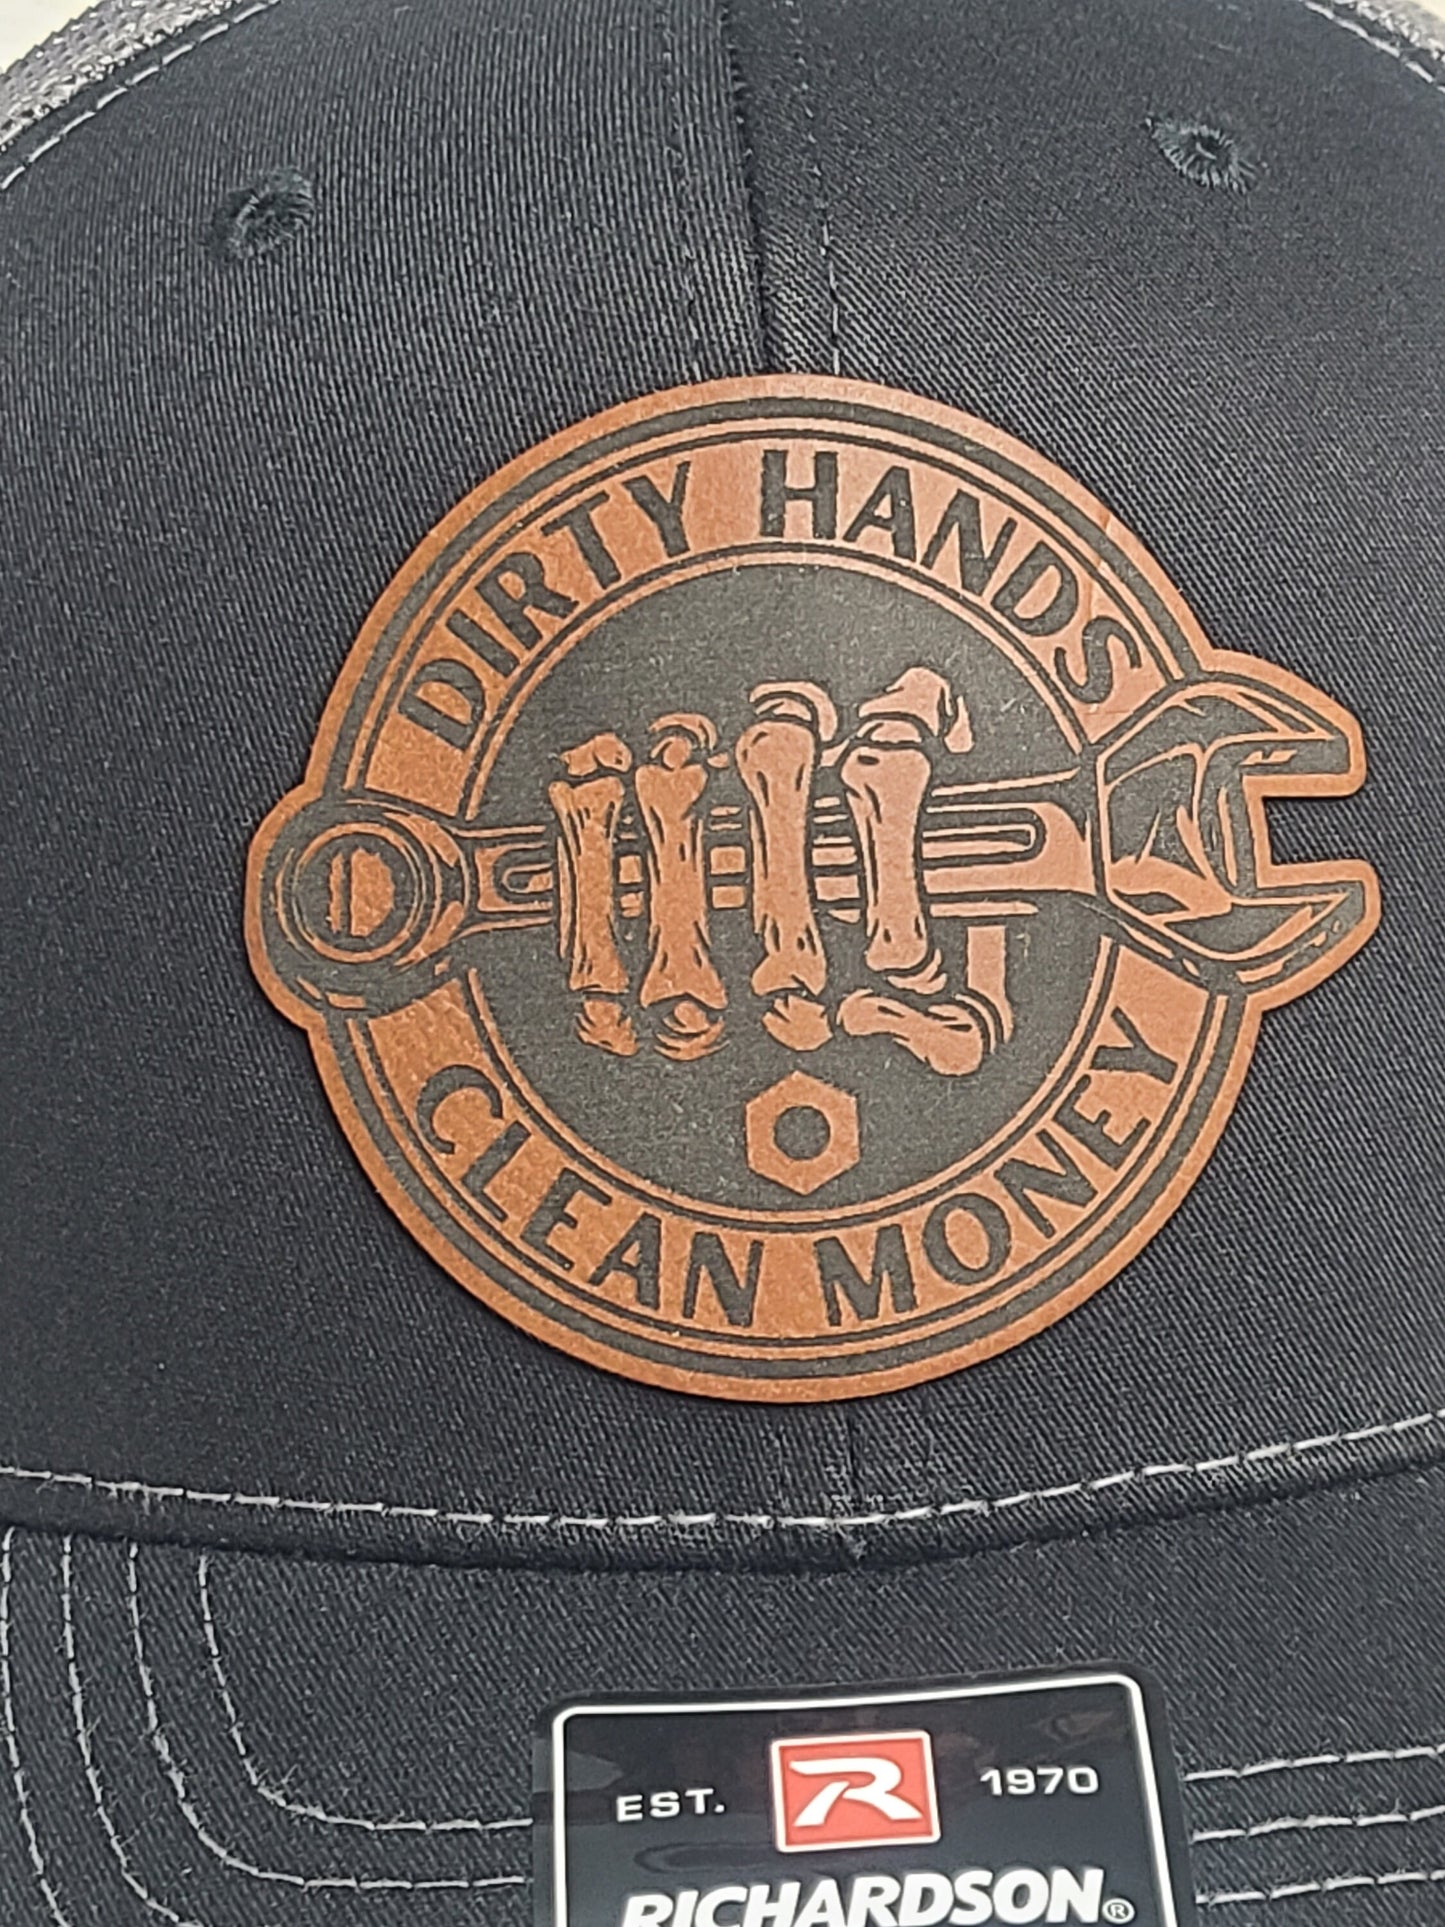 DIRTY HANDS
CLEAN MONEY
EST. R 1970
RICHARDSON®